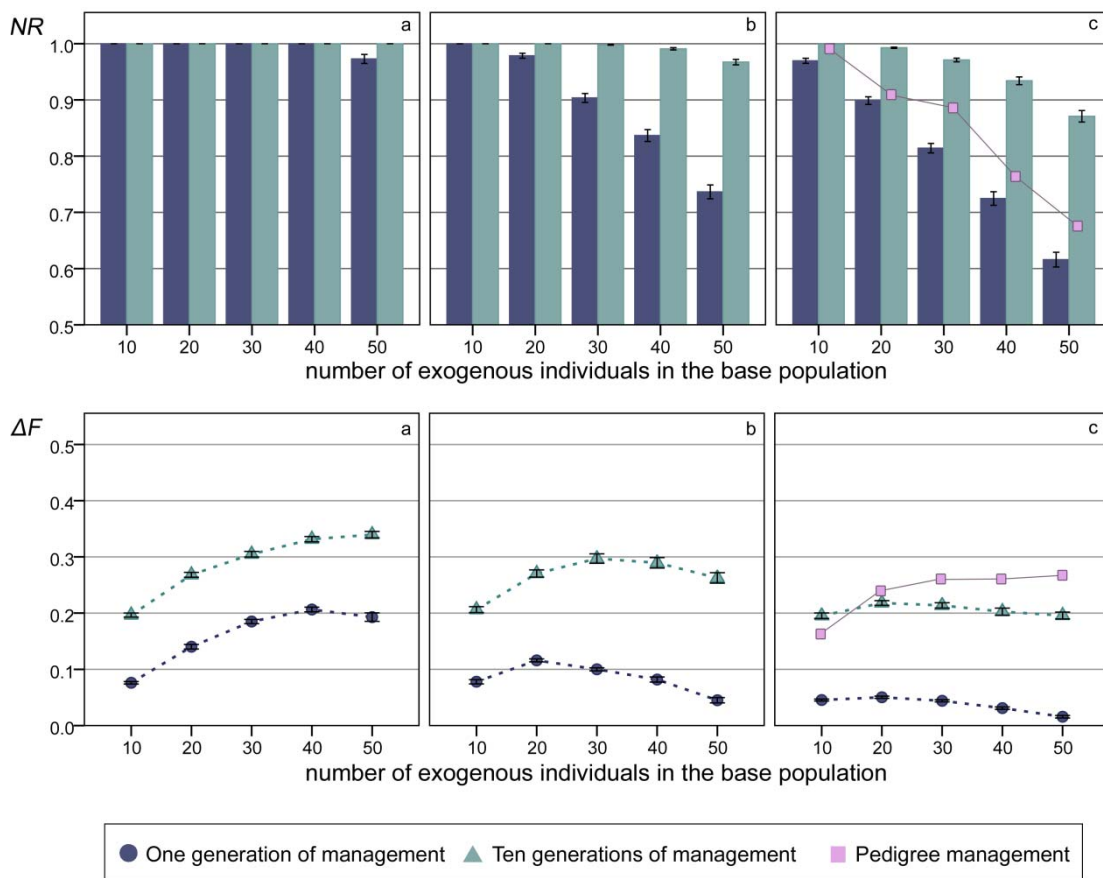 NR
a
b
c
1.0
0.9
0.8
0.7
0.6
0.5
10 20 30 40 50
10 20 30 40 50
10 20 30 40 50
number of exogenous individuals in the base population
ΔF
a
b
c
0.5
0.4
0.3
0.2
0.1
0.0
10 20 30 40 50
10 20 30 40 50
10 20 30 40 50
number of exogenous individuals in the base population
One generation of management Ten generations of management Pedigree management